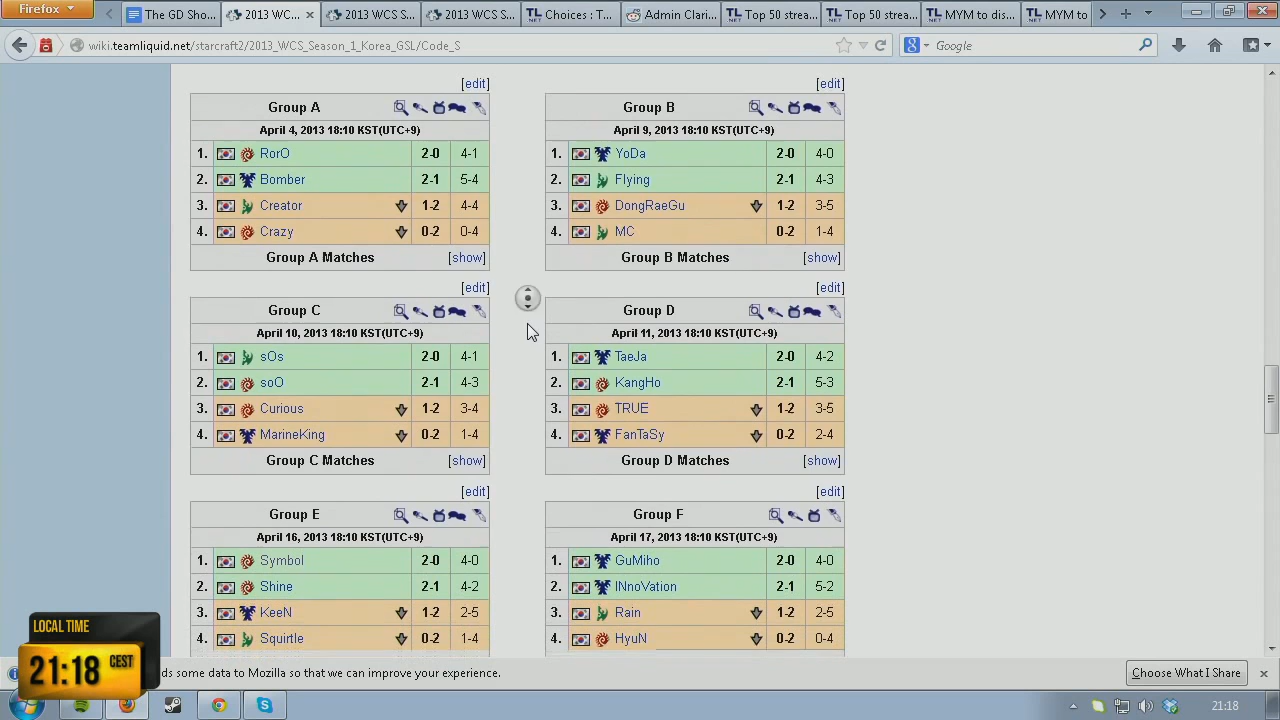 Firefox
The GD Sho...
2013 WC...
2013 WCS S...
2013 WCS S...
TL Choices : T...
Admin Clari...
TL Top 50 strea...
TL Top 50 strea...
TL MYM to dis...
TL MYM to
wiki.teamliquid.net/starcraft2/2013_WCS_Season_1_Korea_GSL/Code_S
Google
[edit] [edit]
Group A
April 4, 2013 18:10 KST(UTC+9)
1. RorO 2-0 4-1
2. Bomber 2-1 5-4
3. Creator 1-2 4-4
4. Crazy 0-2 0-4
Group A Matches [show]
Group B
April 9, 2013 18:10 KST(UTC+9)
1. YoDa 2-0 4-0
2. Flying 2-1 4-3
3. DongRaeGu 1-2 3-5
4. MC 0-2 1-4
Group B Matches [show]
[edit] [edit]
Group C
April 10, 2013 18:10 KST(UTC+9)
1. sOs 2-0 4-1
2. soO 2-1 4-3
3. Curious 1-2 3-4
4. MarineKing 0-2 1-4
Group C Matches [show]
Group D
April 11, 2013 18:10 KST(UTC+9)
1. TaeJa 2-0 4-2
2. KangHo 2-1 5-3
3. TRUE 1-2 3-5
4. FanTaSy 0-2 2-4
Group D Matches [show]
[edit] [edit]
Group E
April 16, 2013 18:10 KST(UTC+9)
1. Symbol 2-0 4-0
2. Shine 2-1 4-2
3. KeeN 1-2 2-5
4. Squirtle 0-2 1-4
Group F
April 17, 2013 18:10 KST(UTC+9)
1. GuMiho 2-0 4-0
2. INnoVation 2-1 5-2
3. Rain 1-2 2-5
4. HyuN 0-2 0-4
LOCAL TIME
21:18 CEST
ds some data to Mozilla so that we can improve your experience.
Choose What I Share
21:18